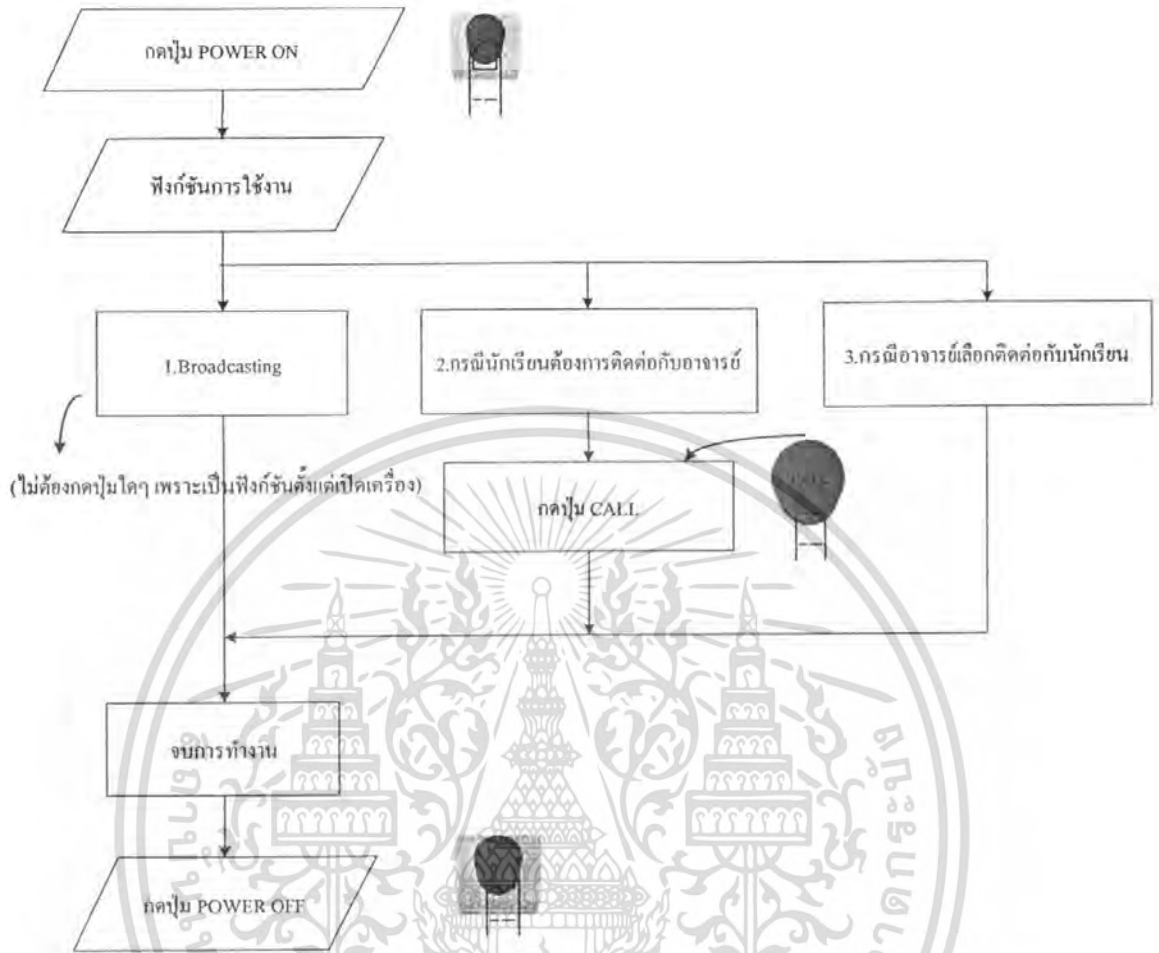 กดปุ่ม POWER ON
ฟังก์ชันการใช้งาน
1.Broadcasting
2.กรณีนักเรียนต้องการติดต่อกับอาจารย์
3.กรณีอาจารย์เลือกติดต่อกับนักเรียน
(ไม่ต้องกดปุ่มใดๆ เพราะเป็นฟังก์ชันตั้งแต่เปิดเครื่อง)
กดปุ่ม CALL
จบการทำงาน
กดปุ่ม POWER OFF